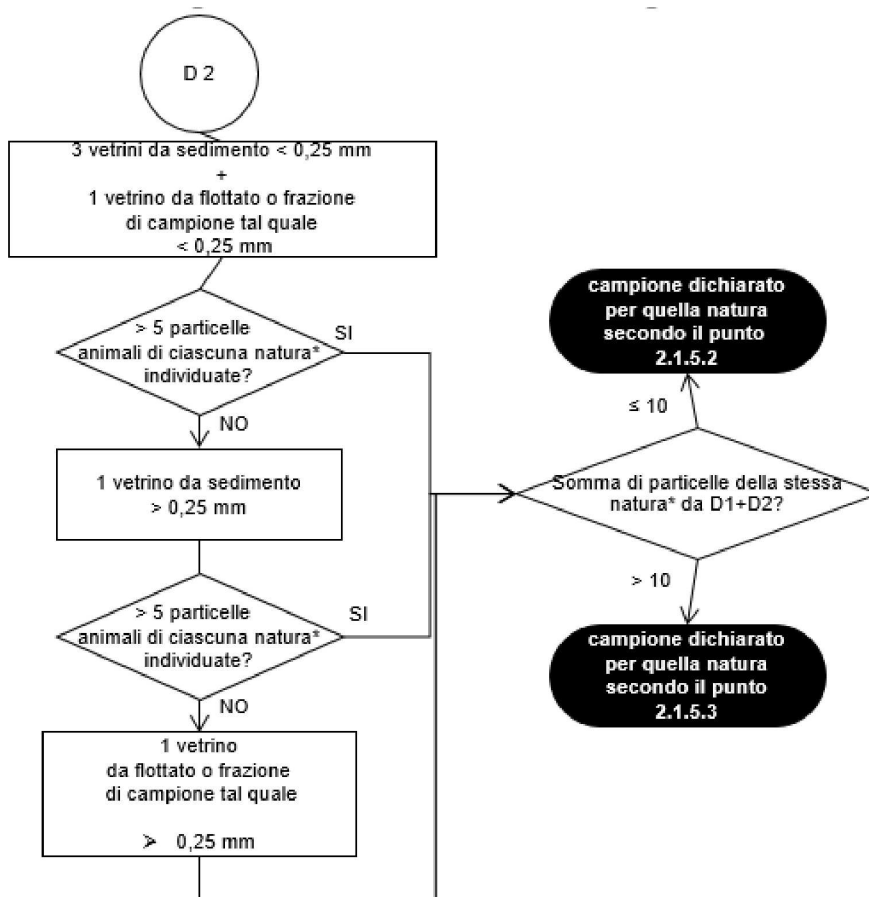 D 2
3 vetrini da sedimento < 0,25 mm
+
1 vetrino da flottato o frazione
di campione tal quale
< 0,25 mm
> 5 particelle
animali di ciascuna natura*
individuate?
SI
NO
1 vetrino da sedimento
> 0,25 mm
> 5 particelle
animali di ciascuna natura*
individuate?
SI
NO
1 vetrino
da flottato o frazione
di campione tal quale
➢ 0,25 mm
campione dichiarato
per quella natura
secondo il punto
2.1.5.2
≤ 10
Somma di particelle della stessa
natura* da D1+D2?
> 10
campione dichiarato
per quella natura
secondo il punto
2.1.5.3